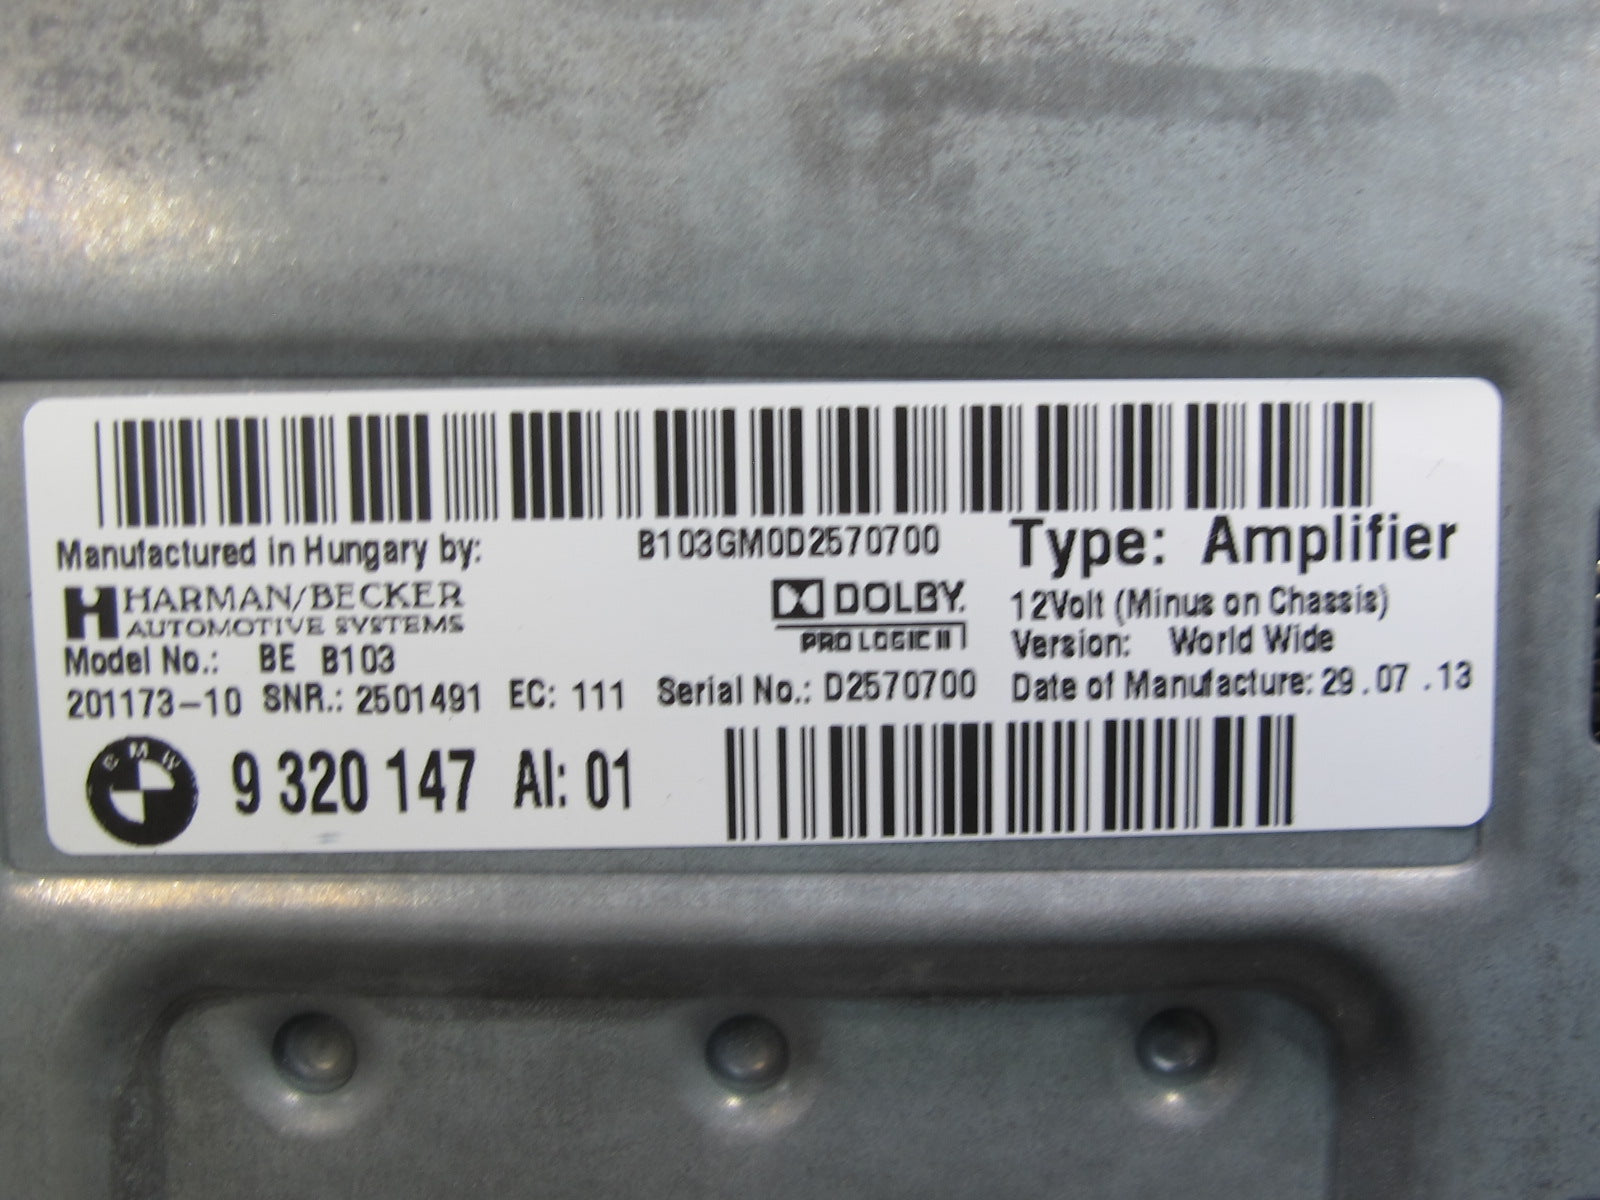 Manufactured in Hungary by:
B103GM0D2570700
Type: Amplifier
H HARMAN/BECKER
AUTOMOTIVE SYSTEMS
DOLBY.
PRO LOGIC II
12Volt (Minus on Chassis)
Model No.: BE B103
Version: World Wide
201173-10 SNR.: 2501491 EC: 111 Serial No.: D2570700 Date of Manufacture: 29.07.13
BMW 9 320 147 AI: 01